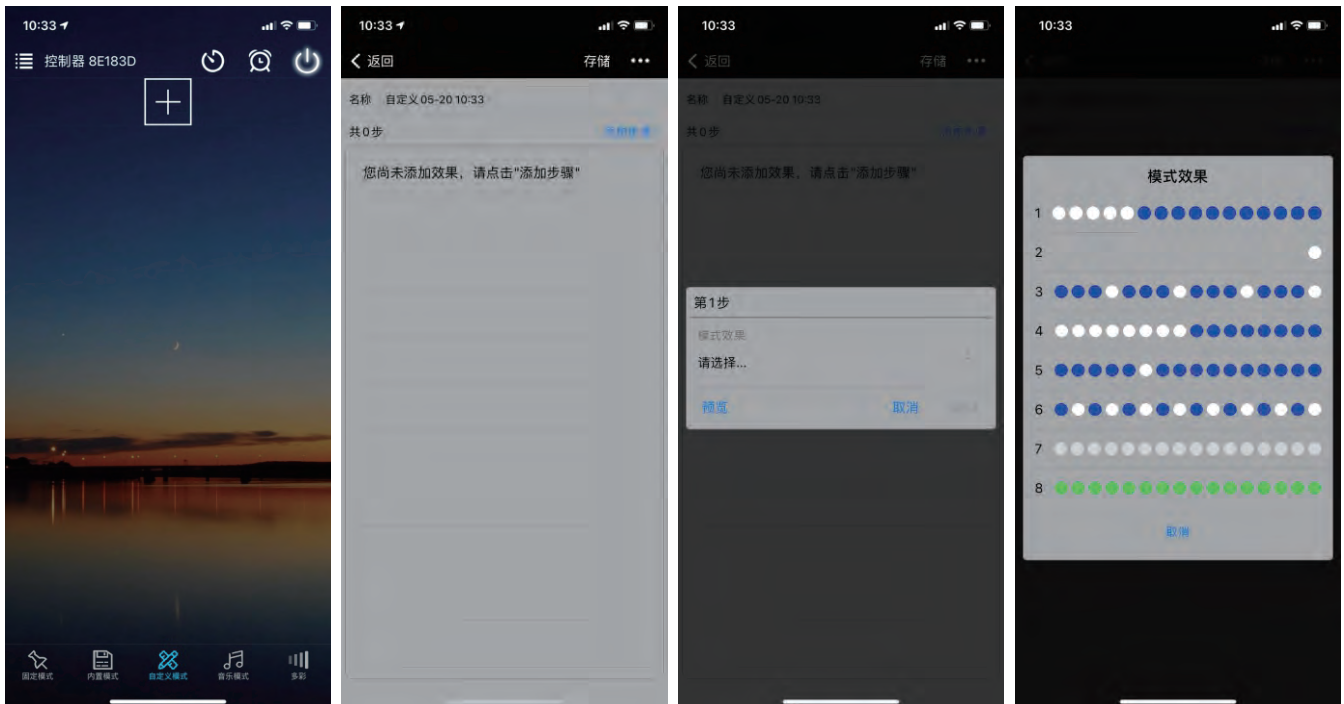 10:33
控制器 8E183D
固定模式
内置模式
自定义模式
音乐模式
多彩
10:33
返回
存储
名称 自定义 05-20 10:33
共0步
添加步骤
您尚未添加效果，请点击"添加步骤"
10:33
返回
存储
名称 自定义 05-20 10:33
共0步
您尚未添加效果，请点击"添加步骤"
第1步
模式效果
请选择...
预览
取消
10:33
模式效果
1
2
3
4
5
6
7
8
取消